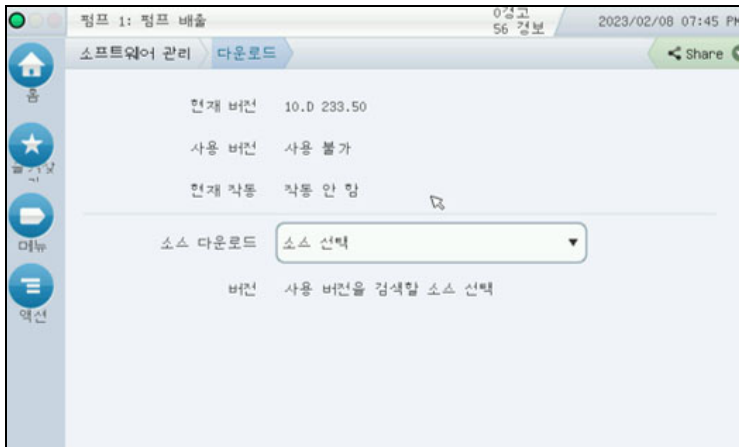 펌프 1: 펌프 배출
0경고
56 경보
2023/02/08 07:45 PM
소프트웨어 관리
다운로드
Share
홈
현재 버전 10.D 233.50
사용 버전 사용 불가
현재 작동 작동 안 함
메뉴
소스 다운로드 소스 선택
버전 사용 버전을 검색할 소스 선택
액션